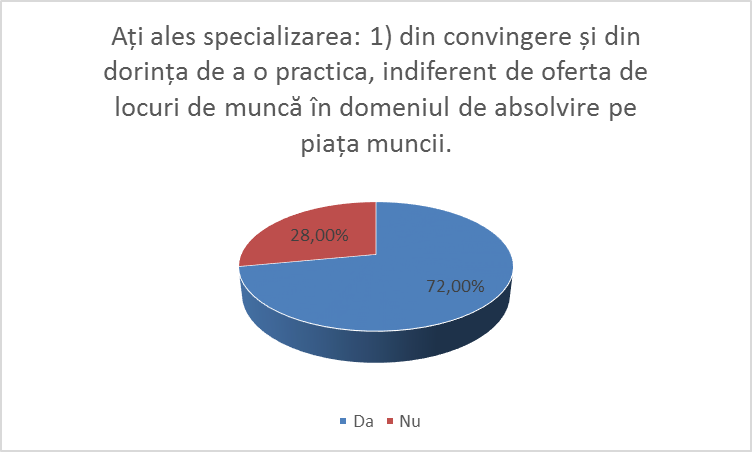 Ați ales specializarea: 1) din convingere și din
dorința de a o practica, indiferent de oferta de
locuri de muncă în domeniul de absolvire pe
piața muncii.
28,00%
72,00%
Da Nu